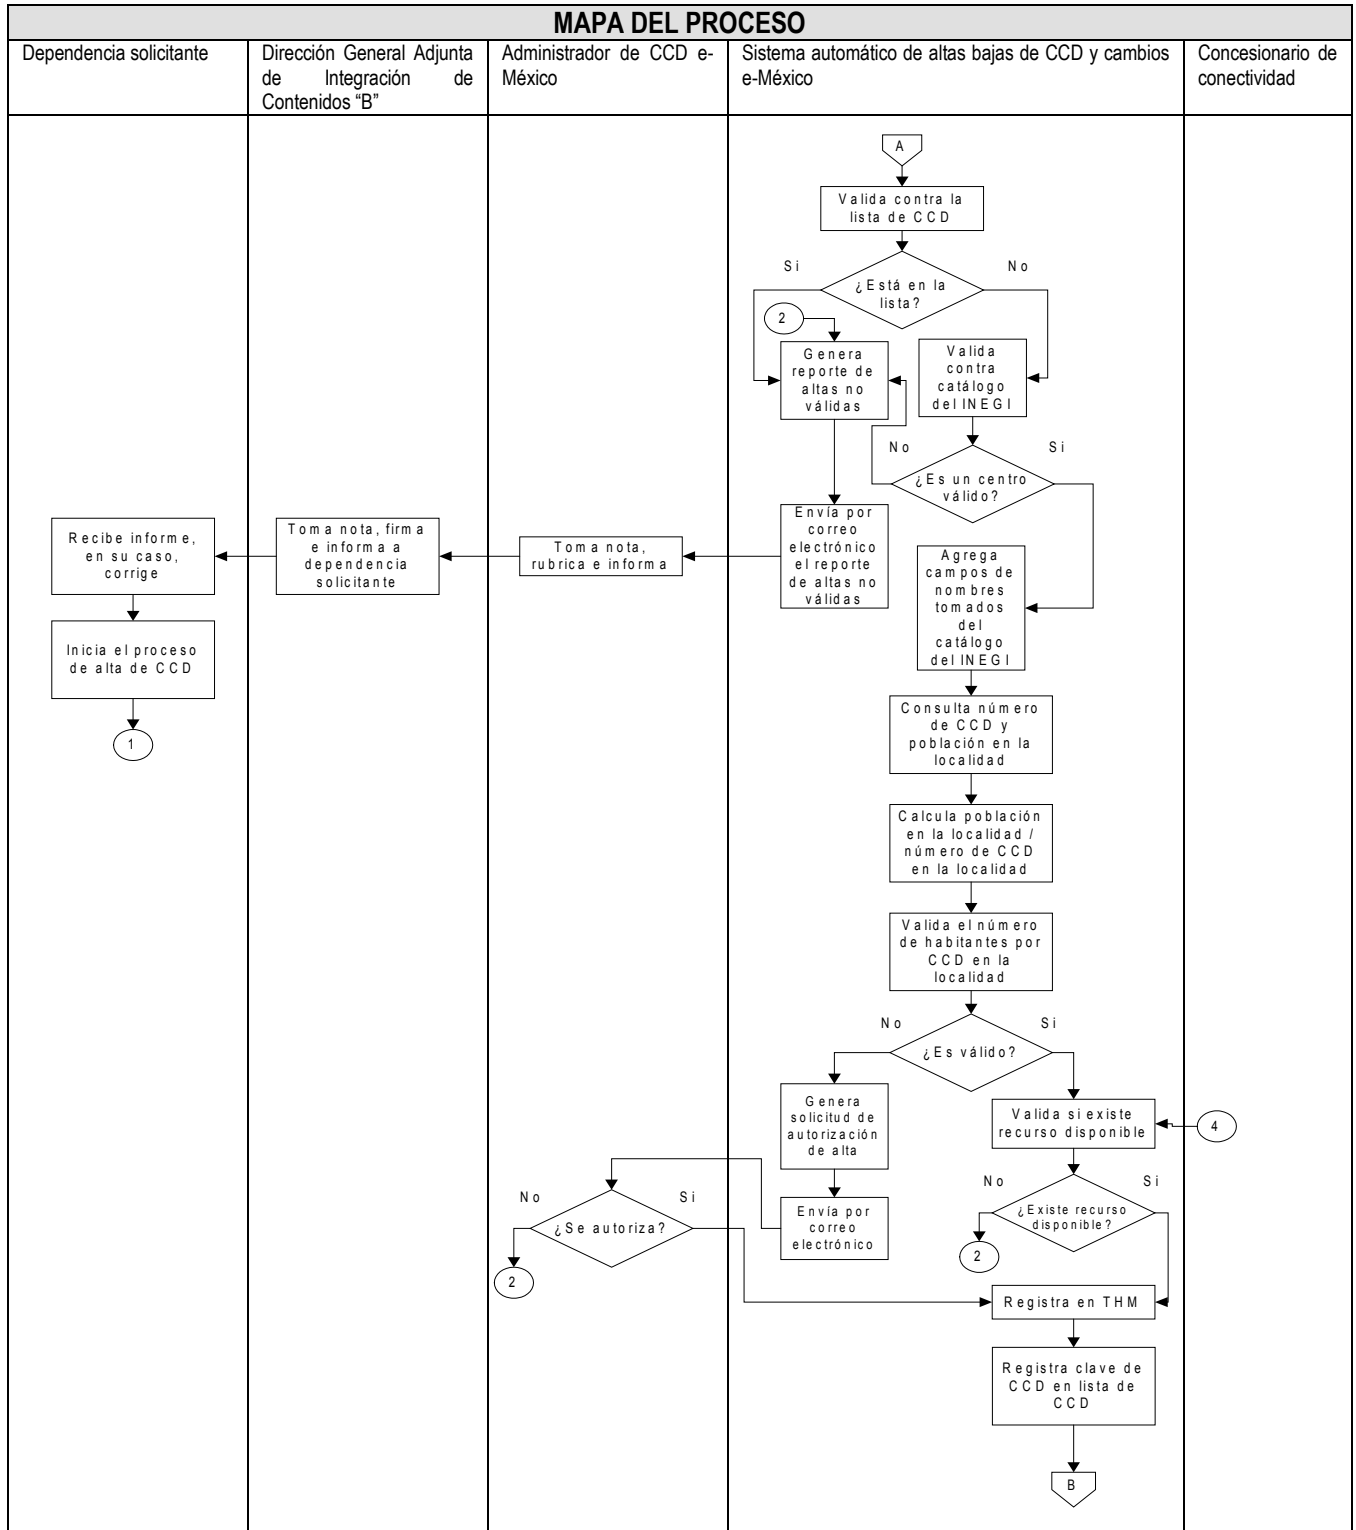 MAPA DEL PROCESO
Dependencia solicitante
Dirección General Adjunta
de Integración de
Contenidos "B"
Administrador de CCD e-
México
Sistema automático de altas bajas de CCD y cambios
e-México
Concesionario de
conectividad
A
Valida contra la
lista de CCD
Si
No
¿Está en la
lista?
2
Genera
reporte de
altas no
válidas
Valida
contra
catálogo
del INEGI
No
Si
¿Es un centro
válido?
Recibe informe,
en su caso,
corrige
Toma nota, firma
e informa a
dependencia
solicitante
Toma nota,
rubrica e informa
Envía por
correo
electrónico
el reporte
de altas no
válidas
Agrega
campos de
nombres
tomados
del
catálogo
del INEGI
Inicia el proceso
de alta de CCD
1
Consulta número
de CCD y
población en la
localidad
Calcula población
en la localidad /
número de CCD
en la localidad
Valida el número
de habitantes por
CCD en la
localidad
No
Si
¿Es válido?
Genera
solicitud de
autorización
de alta
Valida si existe
recurso disponible
4
No
Si
¿Se autoriza?
2
Envía por
correo
electrónico
No
Si
¿Existe recurso
disponible?
2
Registra en THM
Registra clave de
CCD en lista de
CCD
B